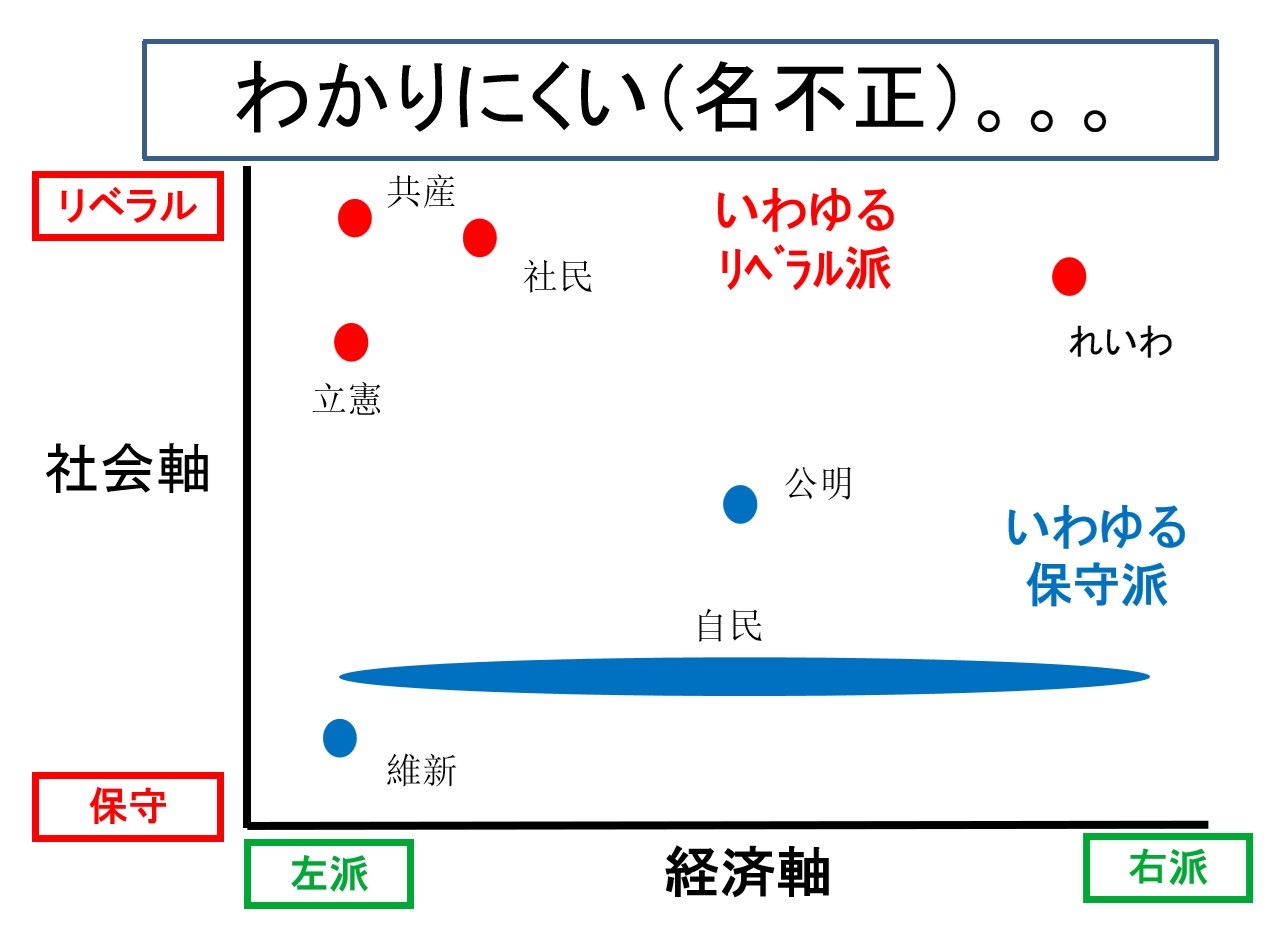 わかりにくい（名不正）。。。
リベラル
共産
社民
いわゆる
ﾘﾍﾞﾗﾙ派
れいわ
立憲
社会軸
公明
いわゆる
保守派
自民
維新
保守
左派
経済軸
右派